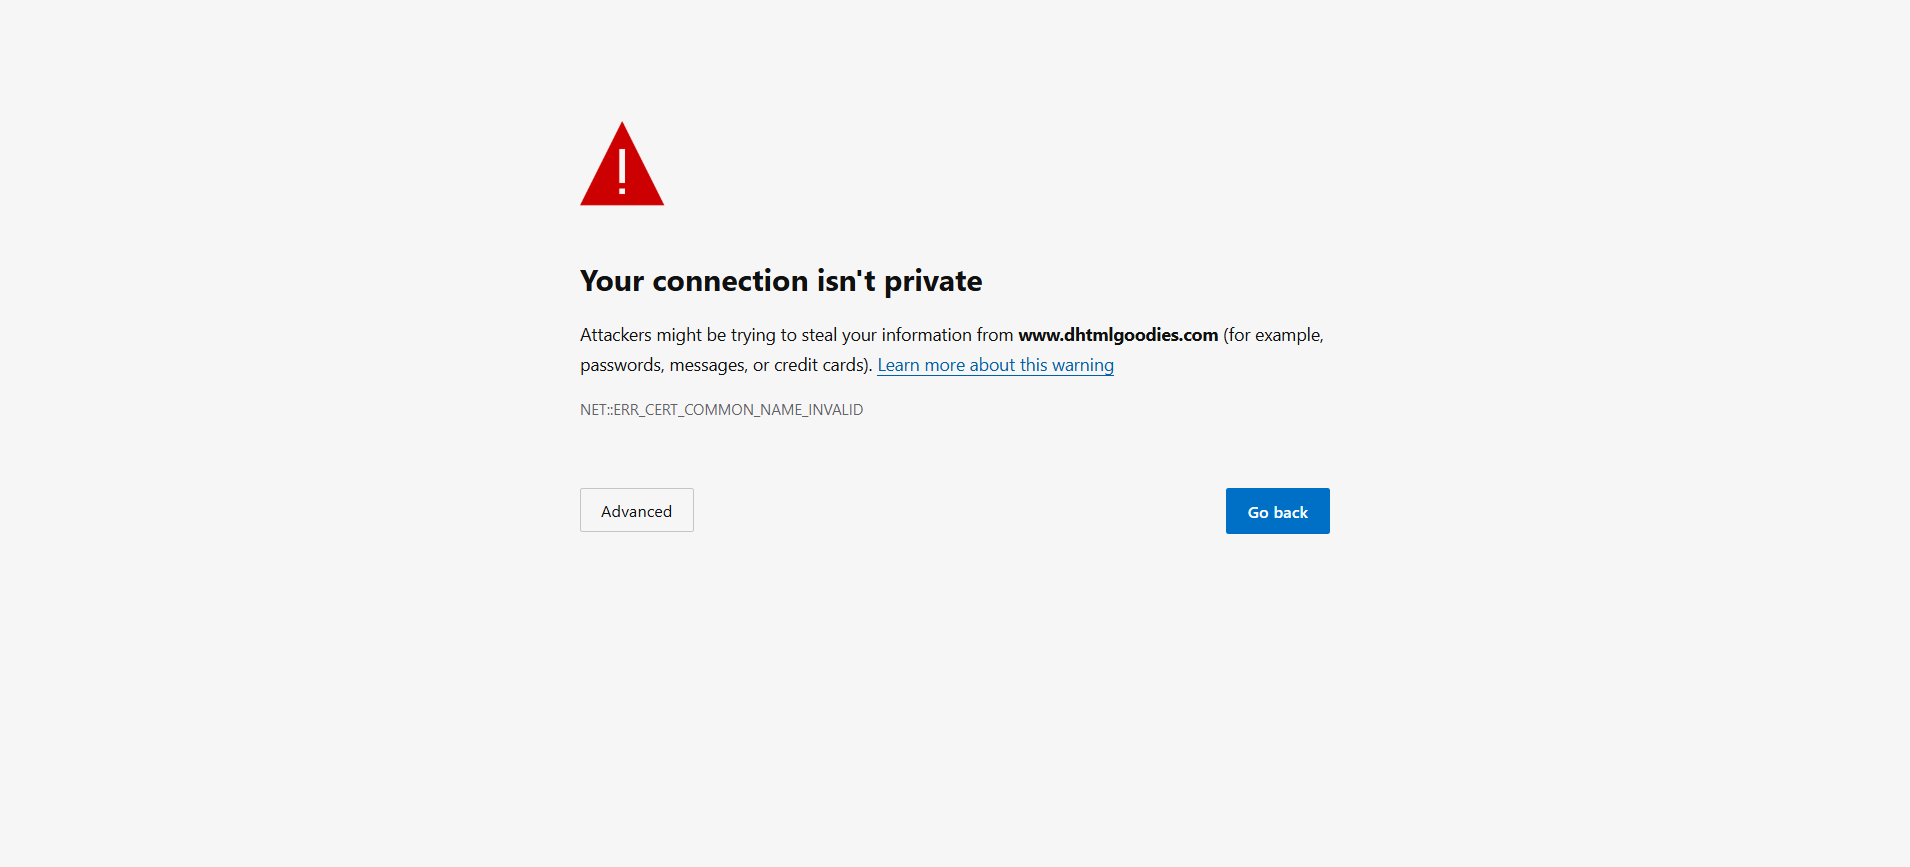 Your connection isn't private
Attackers might be trying to steal your information from www.dhtmlgoodies.com (for example,
passwords, messages, or credit cards). Learn more about this warning
NET::ERR_CERT_COMMON_NAME_INVALID
Advanced
Go back